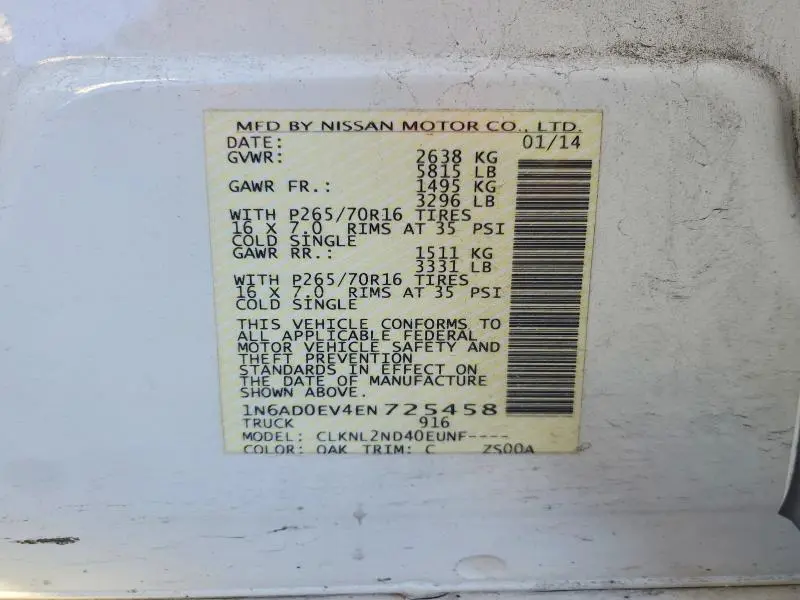 MFD BY NISSAN MOTOR CO., LTD.
DATE: 01/14
GVWR: 2638 KG
5815 LB
GAWR FR.: 1495 KG
3296 LB
WITH P265/70R16 TIRES
16 X 7.0 RIMS AT 35 PSI
COLD SINGLE
GAWR RR.: 1511 KG
3331 LB
WITH P265/70R16 TIRES
16 X 7.0 RIMS AT 35 PSI
COLD SINGLE
THIS VEHICLE CONFORMS TO
ALL APPLICABLE FEDERAL
MOTOR VEHICLE SAFETY AND
THEFT PREVENTION
STANDARDS IN EFFECT ON
THE DATE OF MANUFACTURE
SHOWN ABOVE.
1N6AD0EV4EN725458
TRUCK 916
MODEL: CLKNL2ND40EUNF----
COLOR: QAK TRIM: C ZS00A